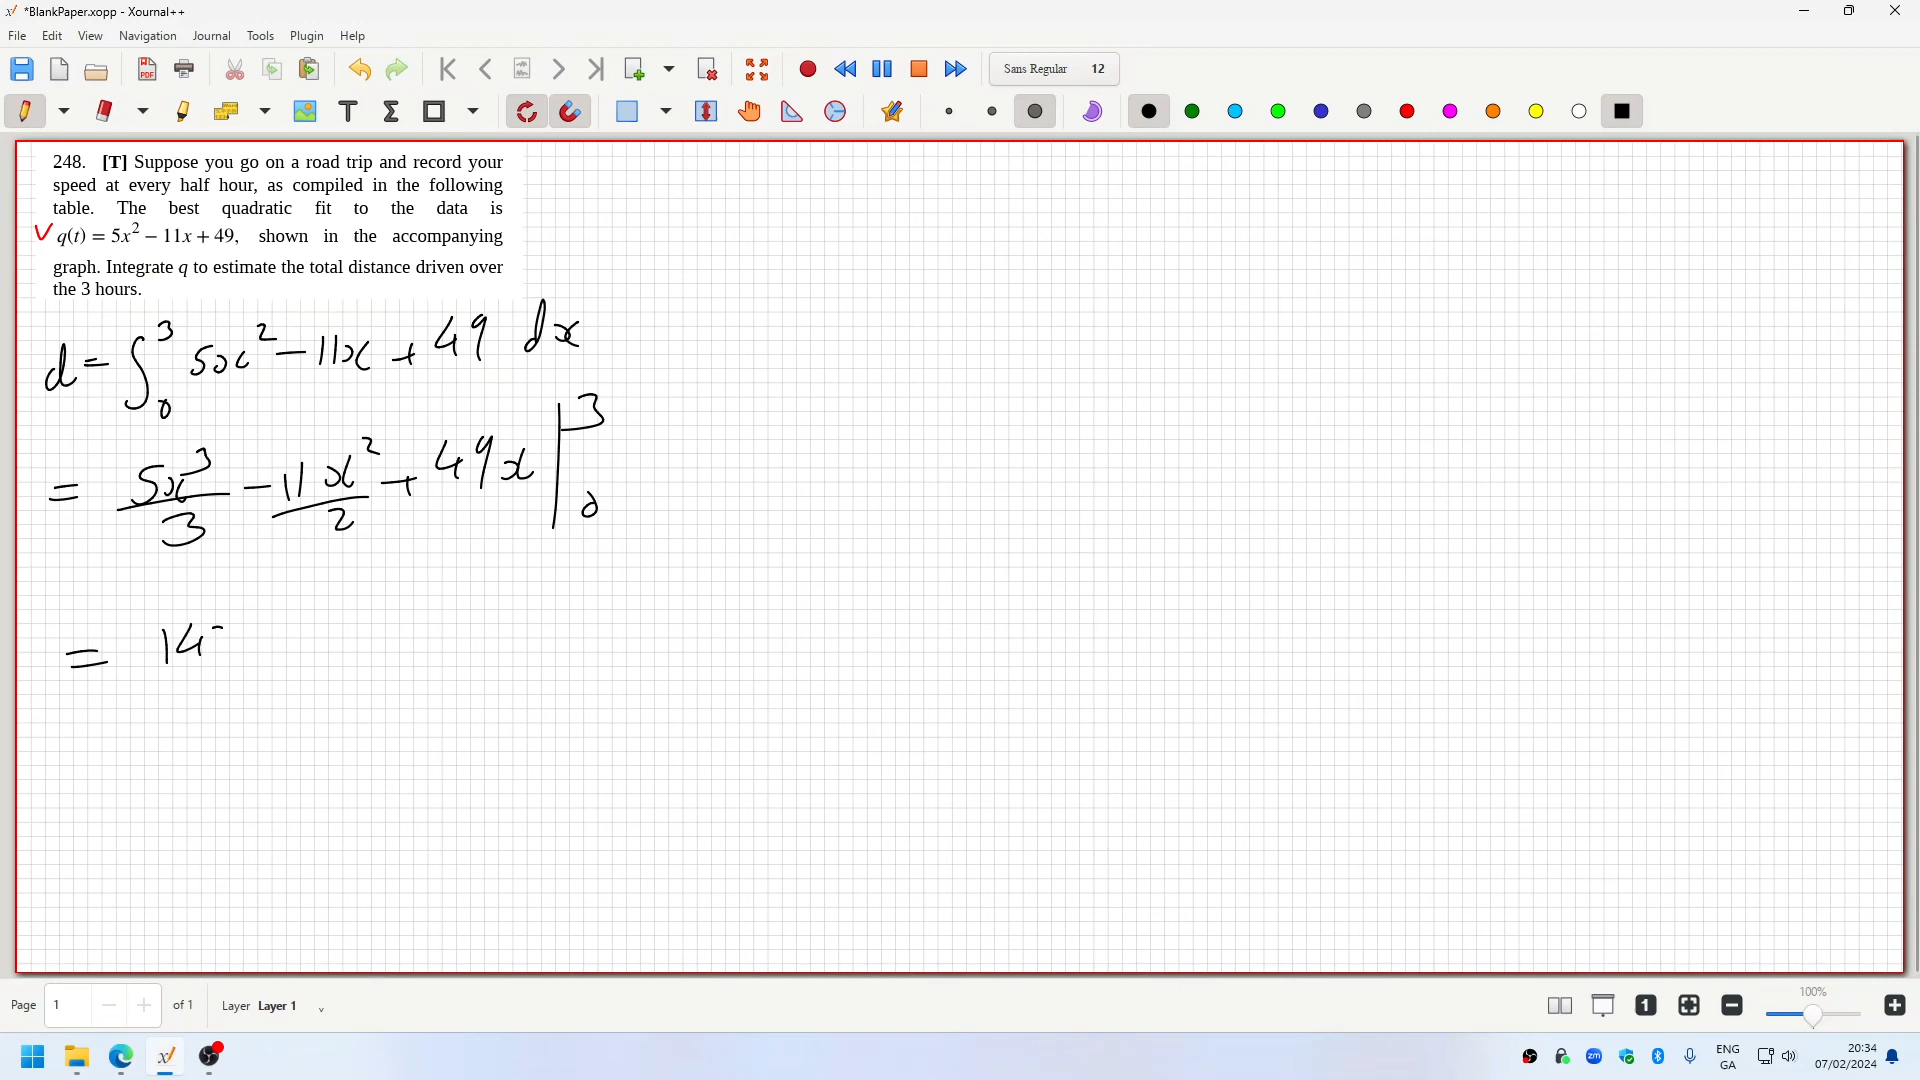 *BlankPaper.xopp - Xournal++
File Edit View Navigation Journal Tools Plugin Help
PDF Sans Regular 12
248. [T] Suppose you go on a road trip and record your
speed at every half hour, as compiled in the following
table. The best quadratic fit to the data is
q(t) = 5x² − 11x + 49, shown in the accompanying
graph. Integrate q to estimate the total distance driven over
the 3 hours.
d = ∫₀³ 5x² − 11x + 49 dx
= 5x³/3 − 11x²/2 + 49x |₀³
= 14
Page 1 of 1 Layer Layer 1 1 100%
zm ENG GA 20:34 07/02/2024